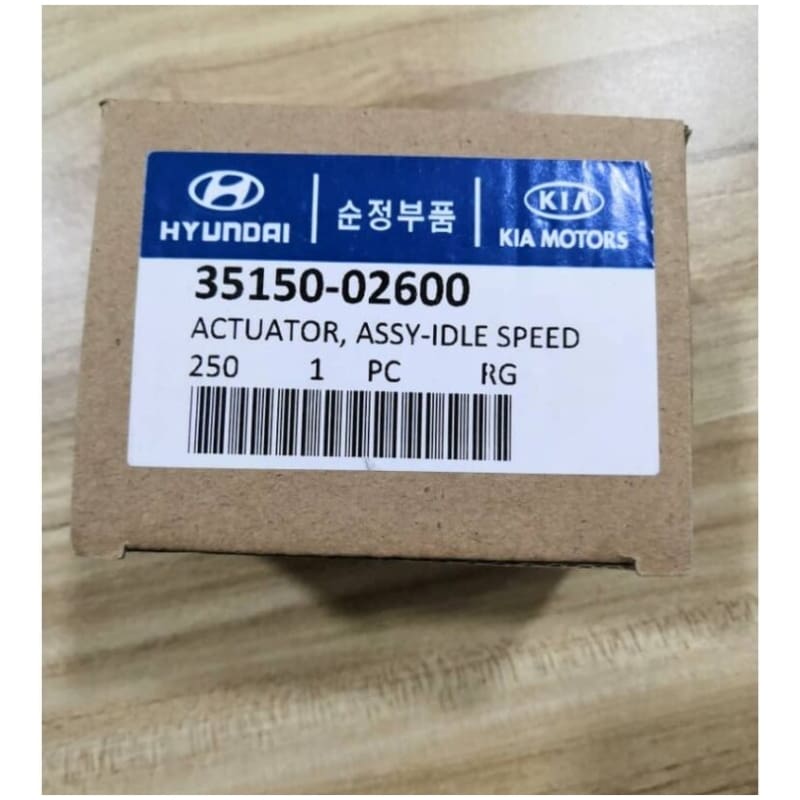 HYUNDAI
순정부품
KIA
KIA MOTORS
35150-02600
ACTUATOR, ASSY-IDLE SPEED
250 1 PC RG